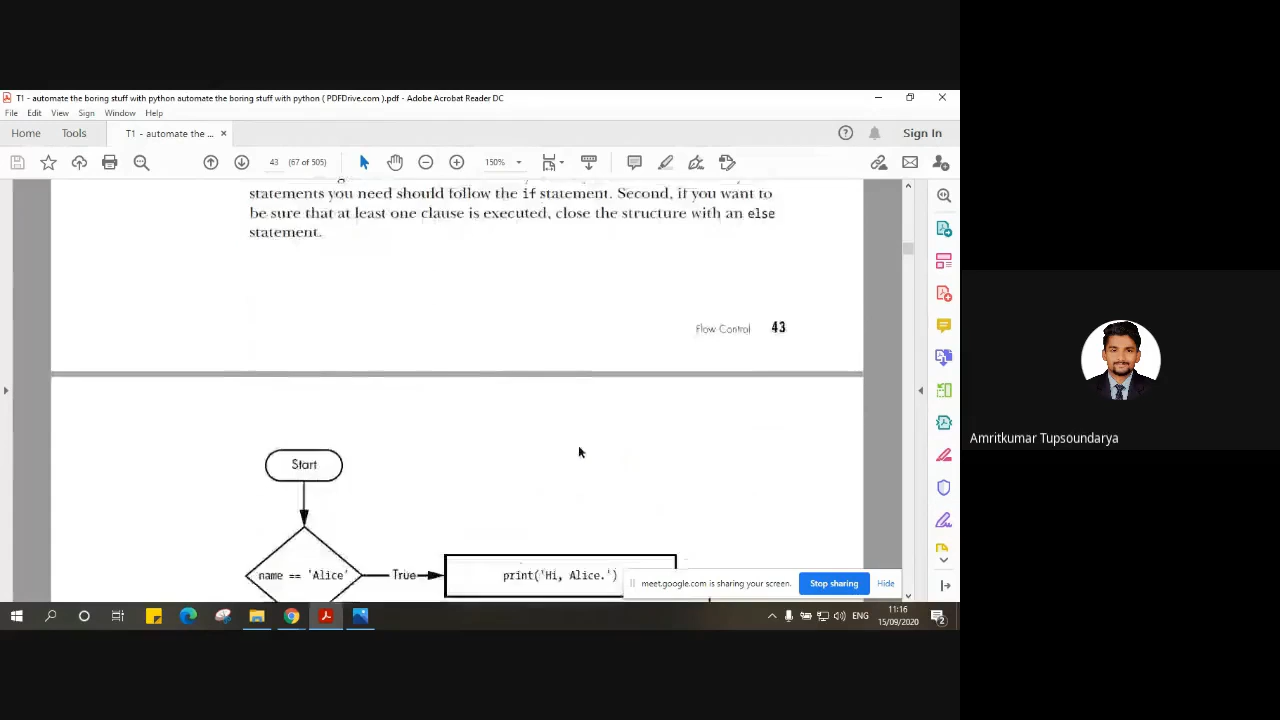 T1 - automate the boring stuff with python automate the boring stuff with python ( PDFDrive.com ).pdf - Adobe Acrobat Reader DC
File Edit View Sign Window Help
Home Tools T1 - automate the ... × Sign In
43 (67 of 505) 150%
statements you need should follow the if statement. Second, if you want to
be sure that at least one clause is executed, close the structure with an else
statement.
Flow Control 43
Start
name == 'Alice' True print('Hi, Alice.')
meet.google.com is sharing your screen. Stop sharing Hide
Amritkumar Tupsoundarya
ENG 11:16
15/09/2020 2